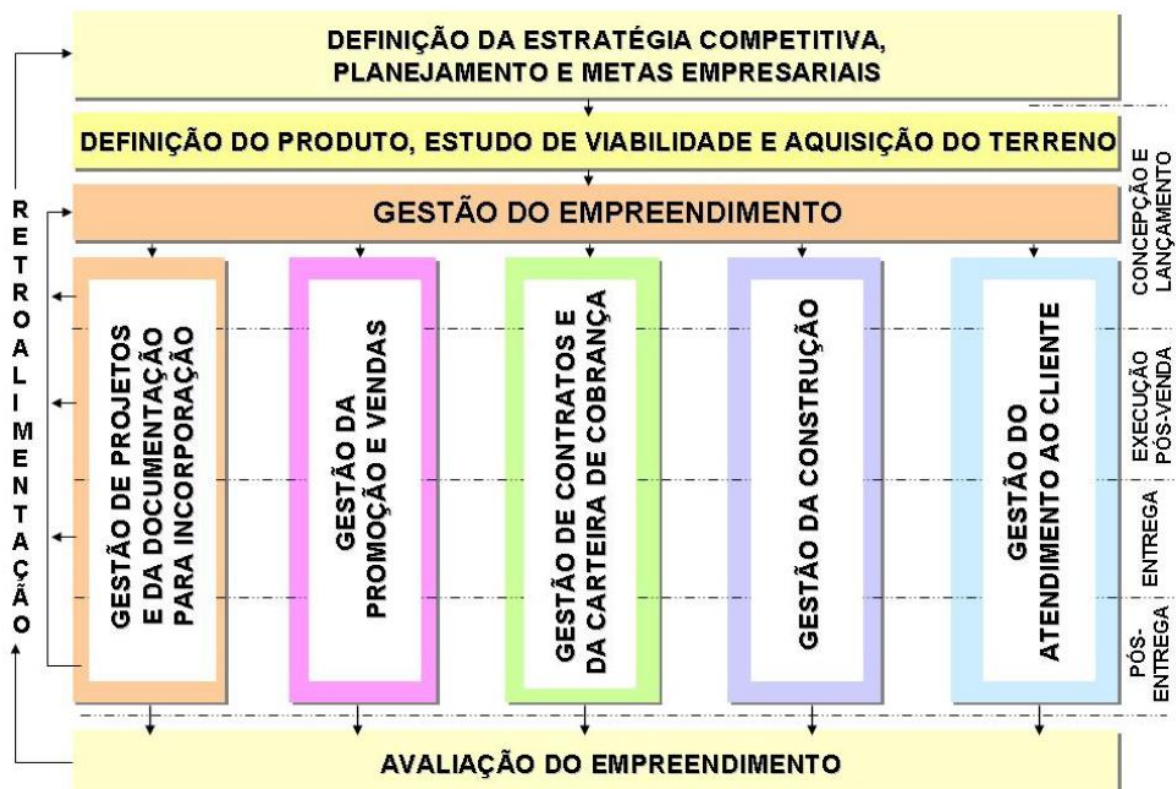 DEFINIÇÃO DA ESTRATÉGIA COMPETITIVA,
PLANEJAMENTO E METAS EMPRESARIAIS
DEFINIÇÃO DO PRODUTO, ESTUDO DE VIABILIDADE E AQUISIÇÃO DO TERRENO
GESTÃO DO EMPREENDIMENTO
RETROALIMENTAÇÃO
GESTÃO DE PROJETOS
E DA DOCUMENTAÇÃO
PARA INCORPORAÇÃO
GESTÃO DA
PROMOÇÃO E VENDAS
GESTÃO DE CONTRATOS E
DA CARTEIRA DE COBRANÇA
GESTÃO DA CONSTRUÇÃO
GESTÃO DO
ATENDIMENTO AO CLIENTE
CONCEPÇÃO E
LANÇAMENTO
EXECUÇÃO
PÓS-VENDA
ENTREGA
PÓS-
ENTREGA
AVALIAÇÃO DO EMPREENDIMENTO